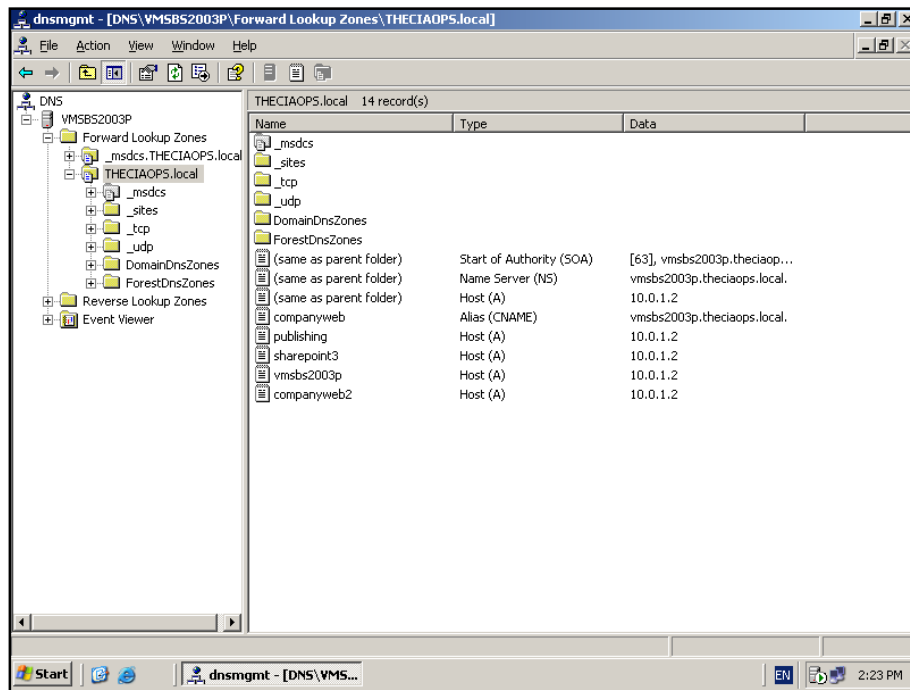 dnsmgmt - [DNS\VMSBS2003P\Forward Lookup Zones\THECIAOPS.local]
File Action View Window Help
DNS
VMSBS2003P
Forward Lookup Zones
_msdcs.THECIAOPS.local
THECIAOPS.local
_msdcs
_sites
_tcp
_udp
DomainDnsZones
ForestDnsZones
Reverse Lookup Zones
Event Viewer
THECIAOPS.local 14 record(s)
Name Type Data
_msdcs
_sites
_tcp
_udp
DomainDnsZones
ForestDnsZones
(same as parent folder) Start of Authority (SOA) [63], vmsbs2003p.theciaop...
(same as parent folder) Name Server (NS) vmsbs2003p.theciaops.local.
(same as parent folder) Host (A) 10.0.1.2
companyweb Alias (CNAME) vmsbs2003p.theciaops.local.
publishing Host (A) 10.0.1.2
sharepoint3 Host (A) 10.0.1.2
vmsbs2003p Host (A) 10.0.1.2
companyweb2 Host (A) 10.0.1.2
Start dnsmgmt - [DNS\VMS... EN 2:23 PM